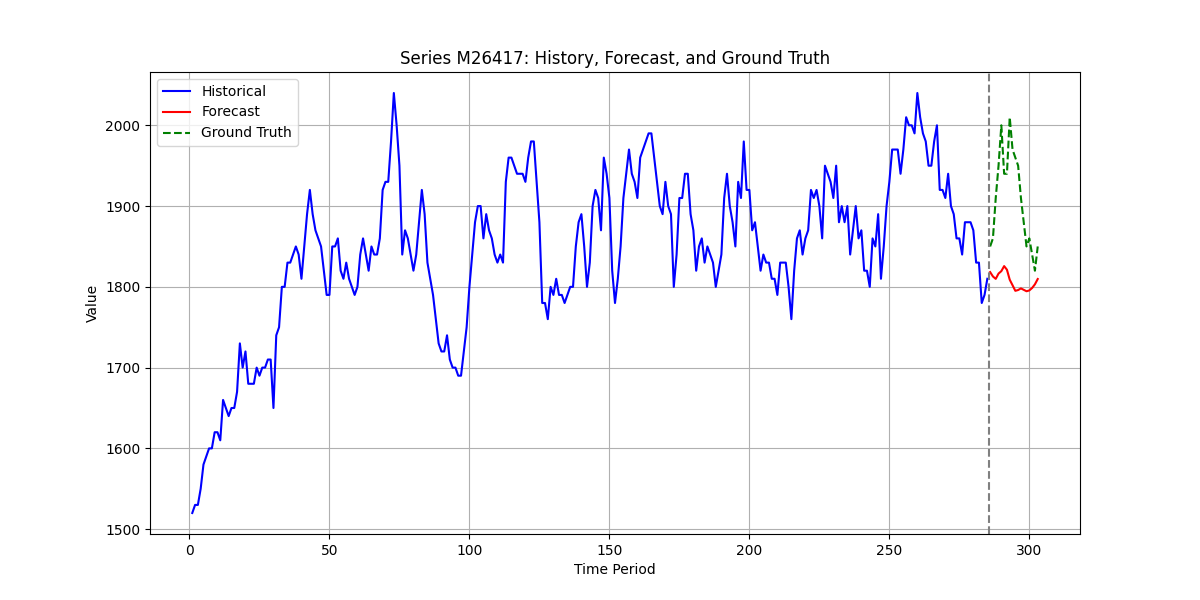 Series M26417: History, Forecast, and Ground Truth
Historical
Forecast
Ground Truth
2000
1900
1800
1700
1600
1500
Value
0 50 100 150 200 250 300
Time Period